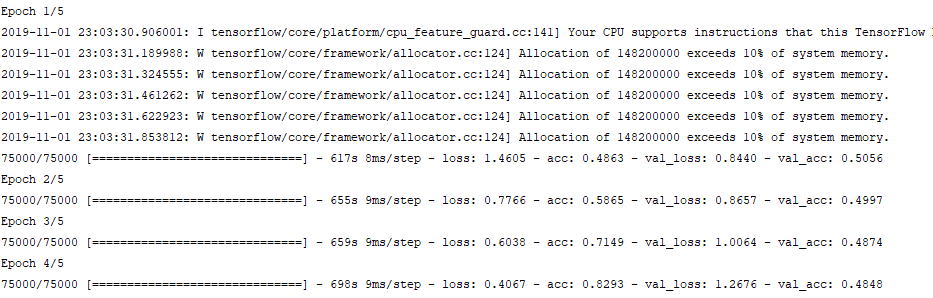 Epoch 1/5
2019-11-01 23:03:30.906001: I tensorflow/core/platform/cpu_feature_guard.cc:141] Your CPU supports instructions that this TensorFlow
2019-11-01 23:03:31.189988: W tensorflow/core/framework/allocator.cc:124] Allocation of 148200000 exceeds 10% of system memory.
2019-11-01 23:03:31.324555: W tensorflow/core/framework/allocator.cc:124] Allocation of 148200000 exceeds 10% of system memory.
2019-11-01 23:03:31.461262: W tensorflow/core/framework/allocator.cc:124] Allocation of 148200000 exceeds 10% of system memory.
2019-11-01 23:03:31.622923: W tensorflow/core/framework/allocator.cc:124] Allocation of 148200000 exceeds 10% of system memory.
2019-11-01 23:03:31.853812: W tensorflow/core/framework/allocator.cc:124] Allocation of 148200000 exceeds 10% of system memory.
75000/75000 [==============================] - 617s 8ms/step - loss: 1.4605 - acc: 0.4863 - val_loss: 0.8440 - val_acc: 0.5056
Epoch 2/5
75000/75000 [==============================] - 655s 9ms/step - loss: 0.7766 - acc: 0.5865 - val_loss: 0.8657 - val_acc: 0.4997
Epoch 3/5
75000/75000 [==============================] - 659s 9ms/step - loss: 0.6038 - acc: 0.7149 - val_loss: 1.0064 - val_acc: 0.4874
Epoch 4/5
75000/75000 [==============================] - 698s 9ms/step - loss: 0.4067 - acc: 0.8293 - val_loss: 1.2676 - val_acc: 0.4848